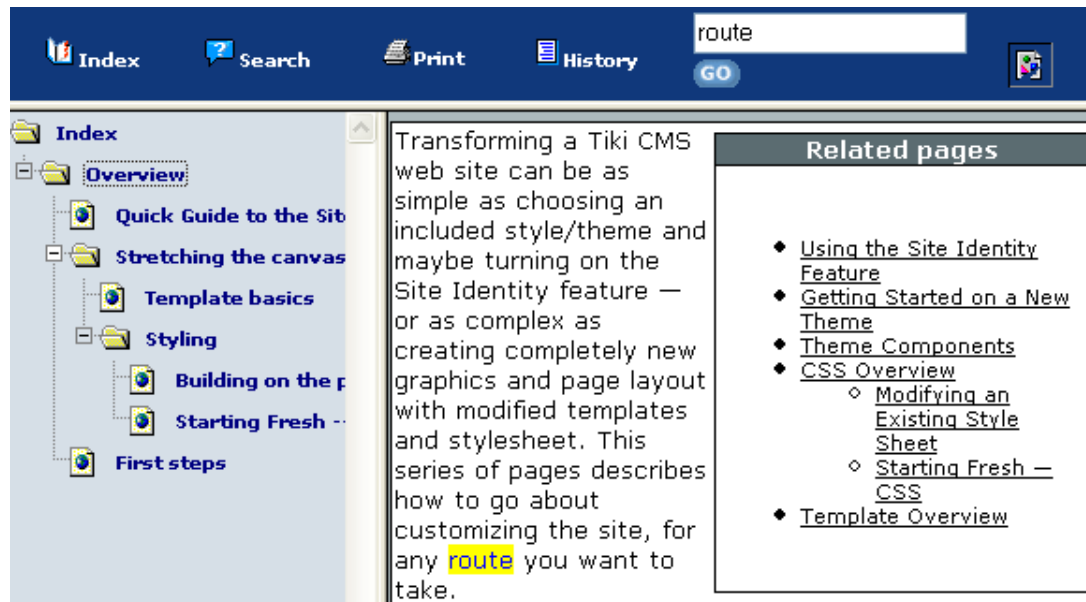 route
Index
Search
Print
History
GO
Index
Overview
Quick Guide to the Sit
Stretching the canvas
Template basics
Styling
Building on the p
Starting Fresh --
First steps
Transforming a Tiki CMS
web site can be as
simple as choosing an
included style/theme and
maybe turning on the
Site Identity feature —
or as complex as
creating completely new
graphics and page layout
with modified templates
and stylesheet. This
series of pages describes
how to go about
customizing the site, for
any route you want to
take.
Related pages
Using the Site Identity
Feature
Getting Started on a New
Theme
Theme Components
CSS Overview
Modifying an
Existing Style
Sheet
Starting Fresh —
CSS
Template Overview